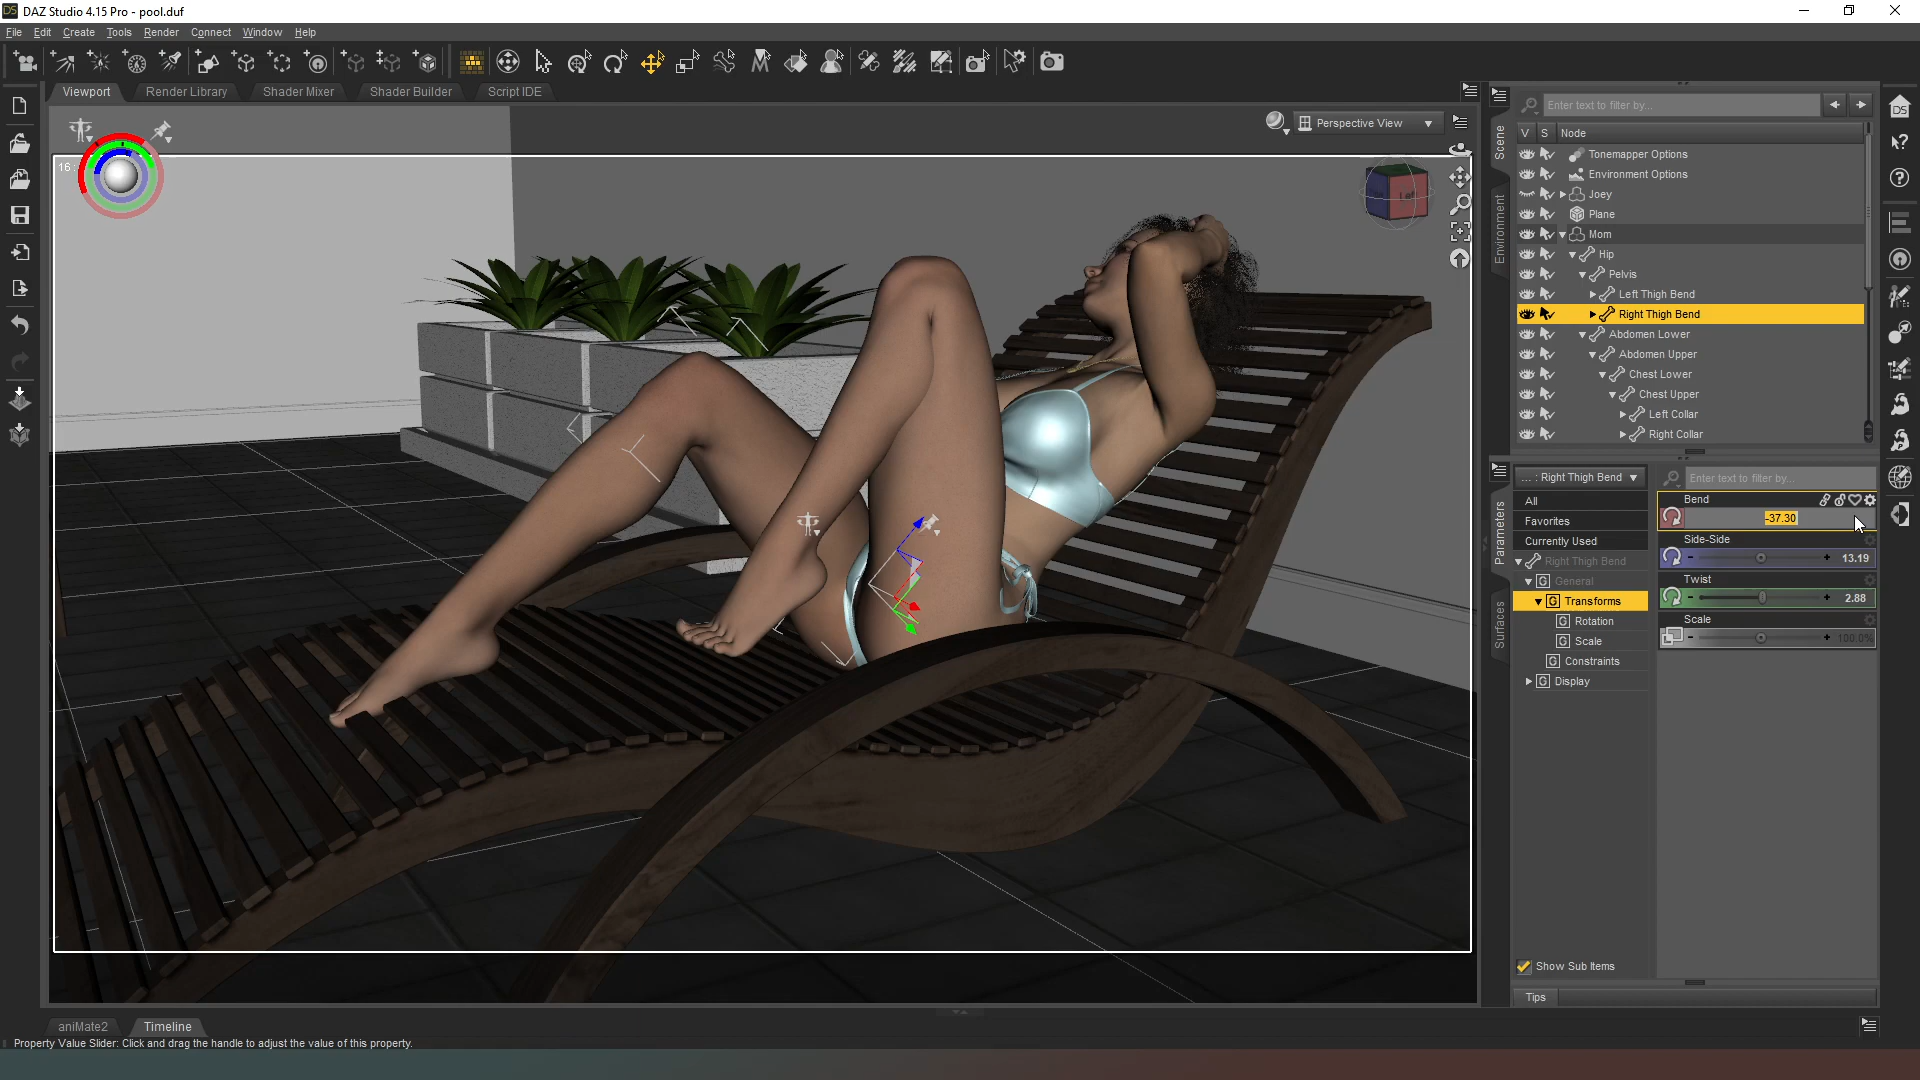 DS DAZ Studio 4.15 Pro - pool.duf
File Edit Create Tools Render Connect Window Help
Viewport Render Library Shader Mixer Shader Builder Script IDE
Perspective View
16 :
Left
Scene
Environment
Enter text to filter by...
V S Node
Tonemapper Options
Environment Options
Joey
Plane
Mom
Hip
Pelvis
Left Thigh Bend
Right Thigh Bend
Abdomen Lower
Abdomen Upper
Chest Lower
Chest Upper
Left Collar
Right Collar
Parameters
Surfaces
... : Right Thigh Bend
All
Favorites
Currently Used
Right Thigh Bend
G General
G Transforms
G Rotation
G Scale
G Constraints
G Display
Show Sub Items
Enter text to filter by...
Bend
-37.30
Side-Side
- + 13.19
Twist
- + 2.88
Scale
- + 100.0%
Tips
aniMate2 Timeline
Property Value Slider: Click and drag the handle to adjust the value of this property.
DS